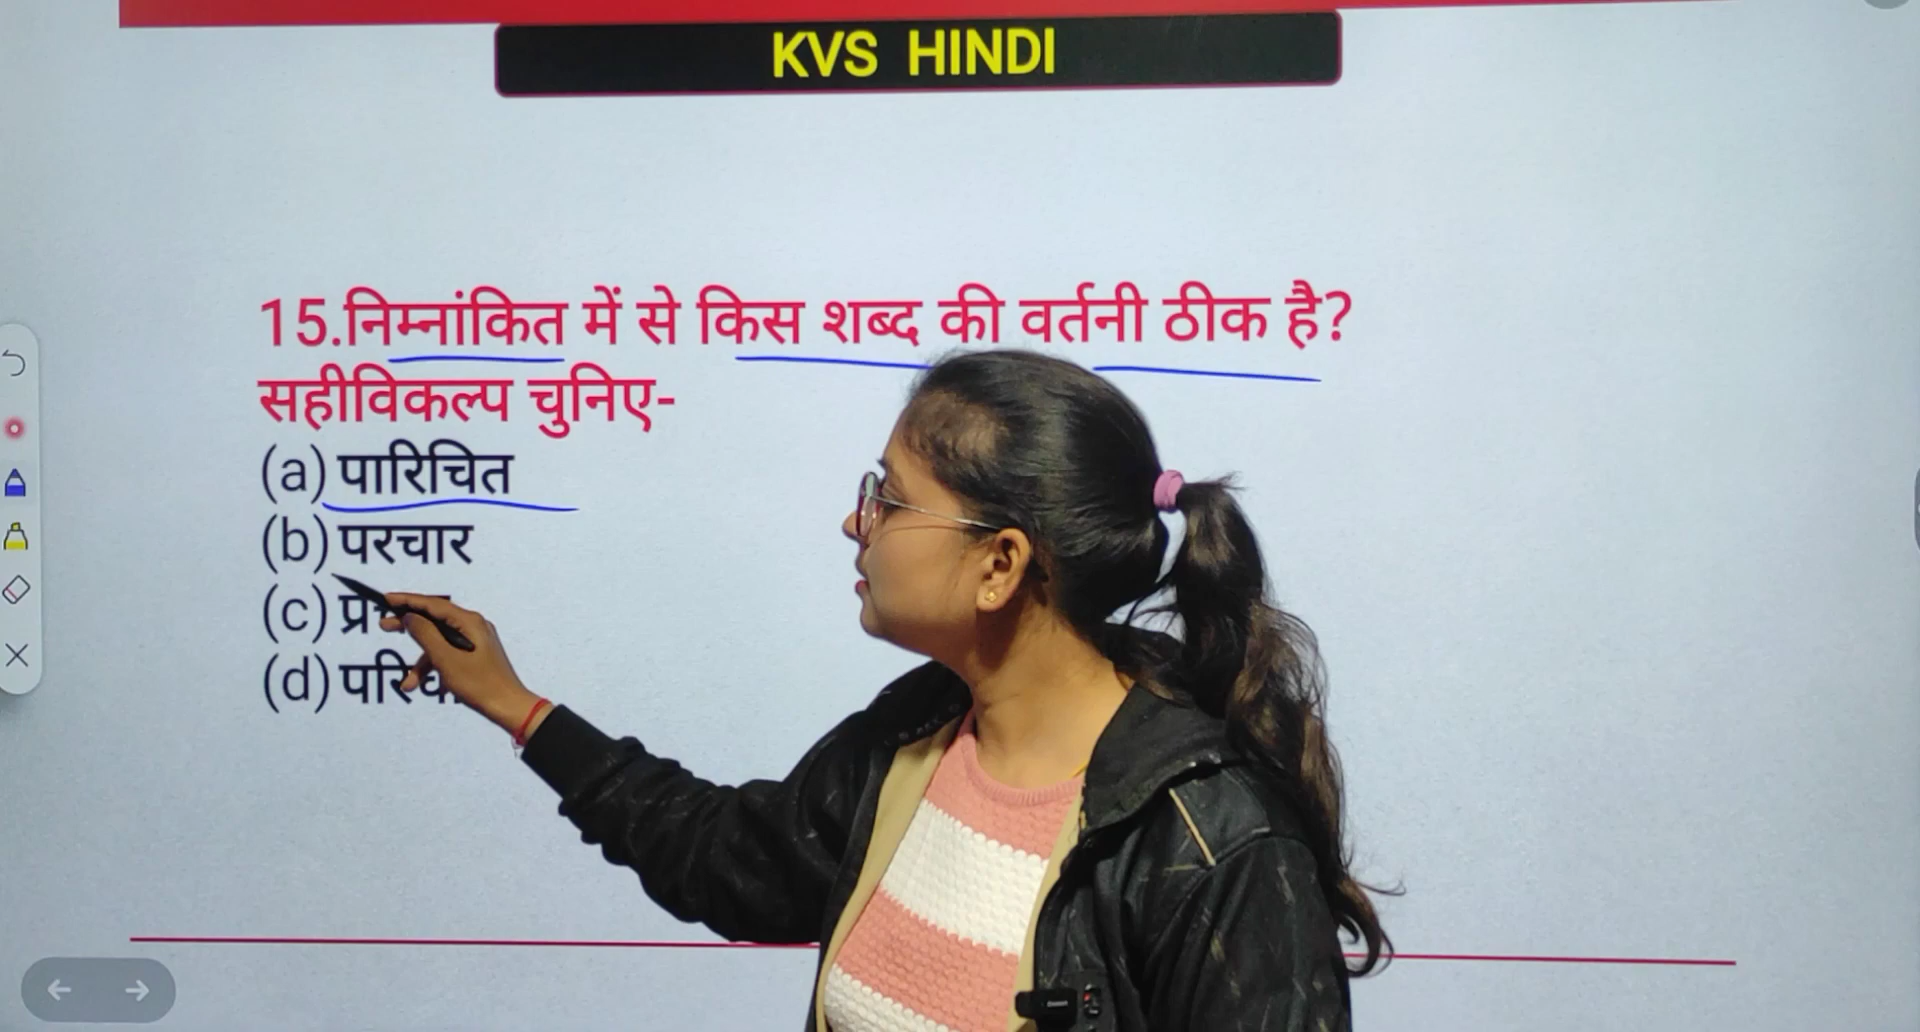 KVS HINDI
15.निम्नांकित में से किस शब्द की वर्तनी ठीक है?
सहीविकल्प चुनिए-
(a) पारिचित
(b) परचार
(c)
(d)